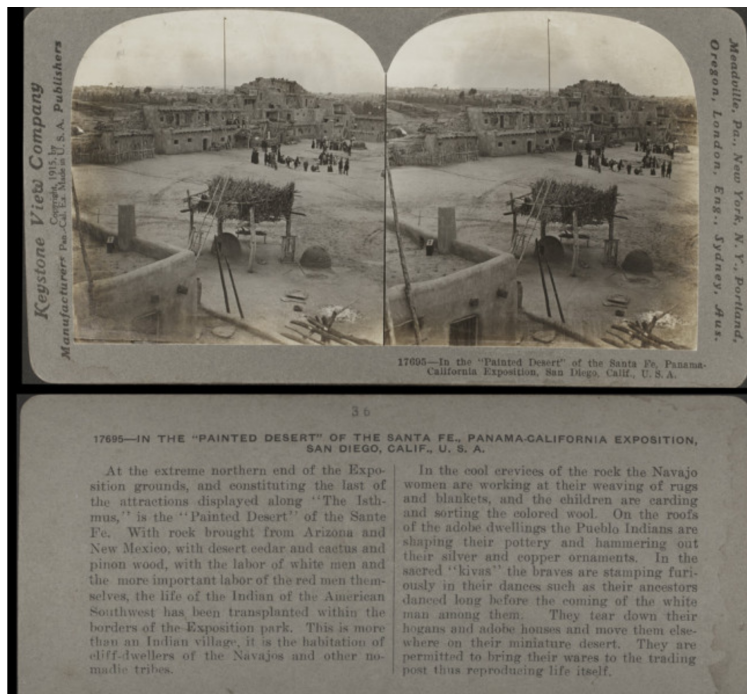 Keystone View Company
Copyright, 1915, by
Manufacturers Pan.-Cal. Ex. Made in U.S.A. Publishers
Meadville, Pa., New York, N. Y., Portland,
Oregon, London, Eng., Sydney, Aus.
17695—In the "Painted Desert" of the Santa Fe, Panama-
California Exposition, San Diego, Calif., U. S. A.
36
17695—IN THE "PAINTED DESERT" OF THE SANTA FE., PANAMA-CALIFORNIA EXPOSITION,
SAN DIEGO, CALIF., U. S. A.
At the extreme northern end of the Expo-
sition grounds, and constituting the last of
the attractions displayed along "The Isth-
mus," is the "Painted Desert" of the Sante
Fe. With rock brought from Arizona and
New Mexico, with desert cedar and cactus and
pinon wood, with the labor of white men and
the more important labor of the red men them-
selves, the life of the Indian of the American
Southwest has been transplanted within the
borders of the Exposition park. This is more
than an Indian village, it is the habitation of
cliff-dwellers of the Navajos and other no-
madic tribes.
In the cool crevices of the rock the Navajo
women are working at their weaving of rugs
and blankets, and the children are carding
and sorting the colored wool. On the roofs
of the adobe dwellings the Pueblo Indians are
shaping their pottery and hammering out
their silver and copper ornaments. In the
sacred "kivas" the braves are stamping furi-
ously in their dances such as their ancestors
danced long before the coming of the white
man among them. They tear down their
hogans and adobe houses and move them else-
where on their miniature desert. They are
permitted to bring their wares to the trading
post thus reproducing life itself.